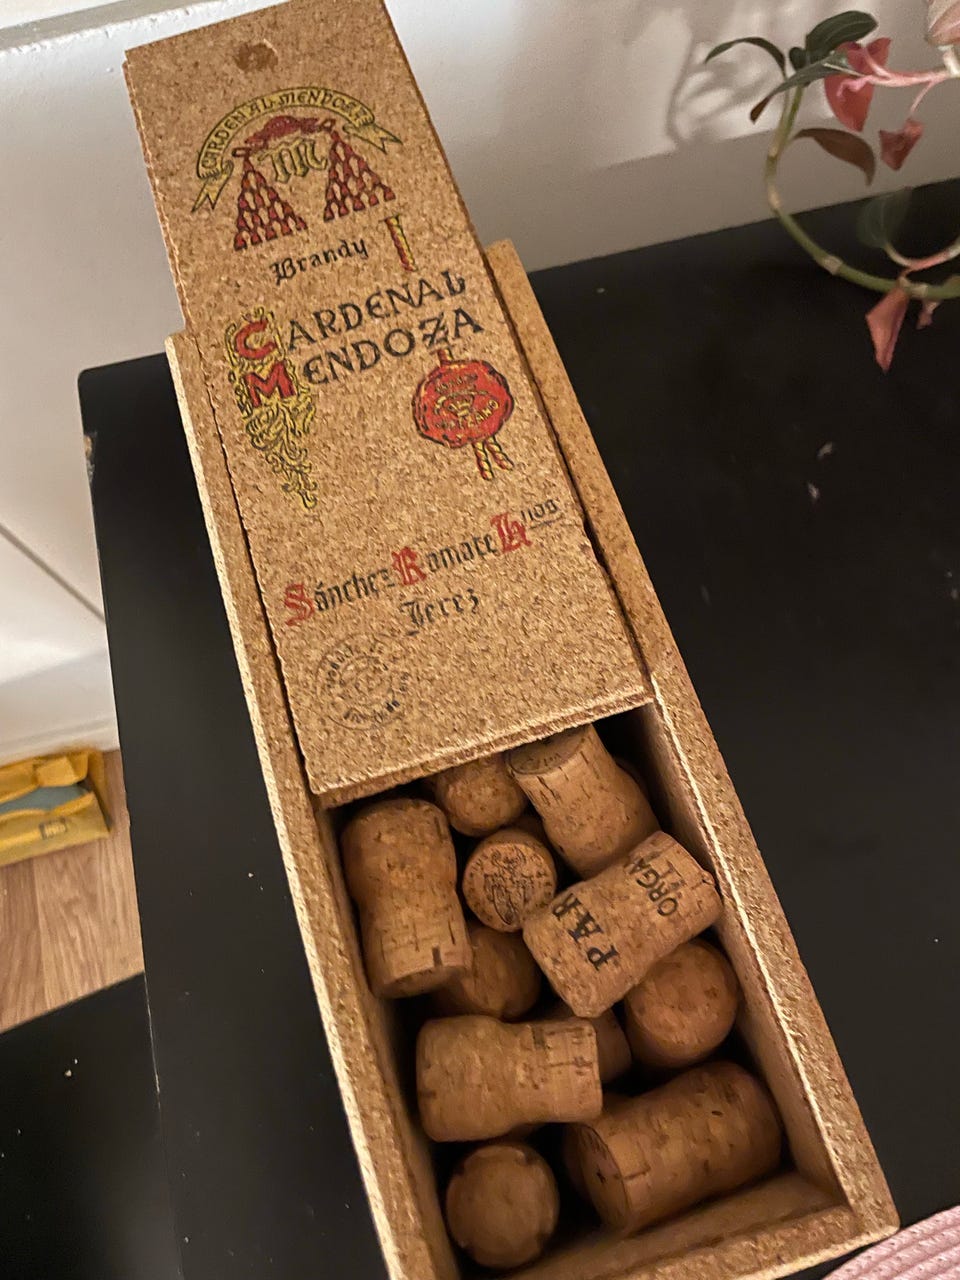 CARDENAL MENDOZA
m
Brandy
CARDENAL
MENDOZA
Sánchez Romate Hnos
Jerez
PAR
ORGA